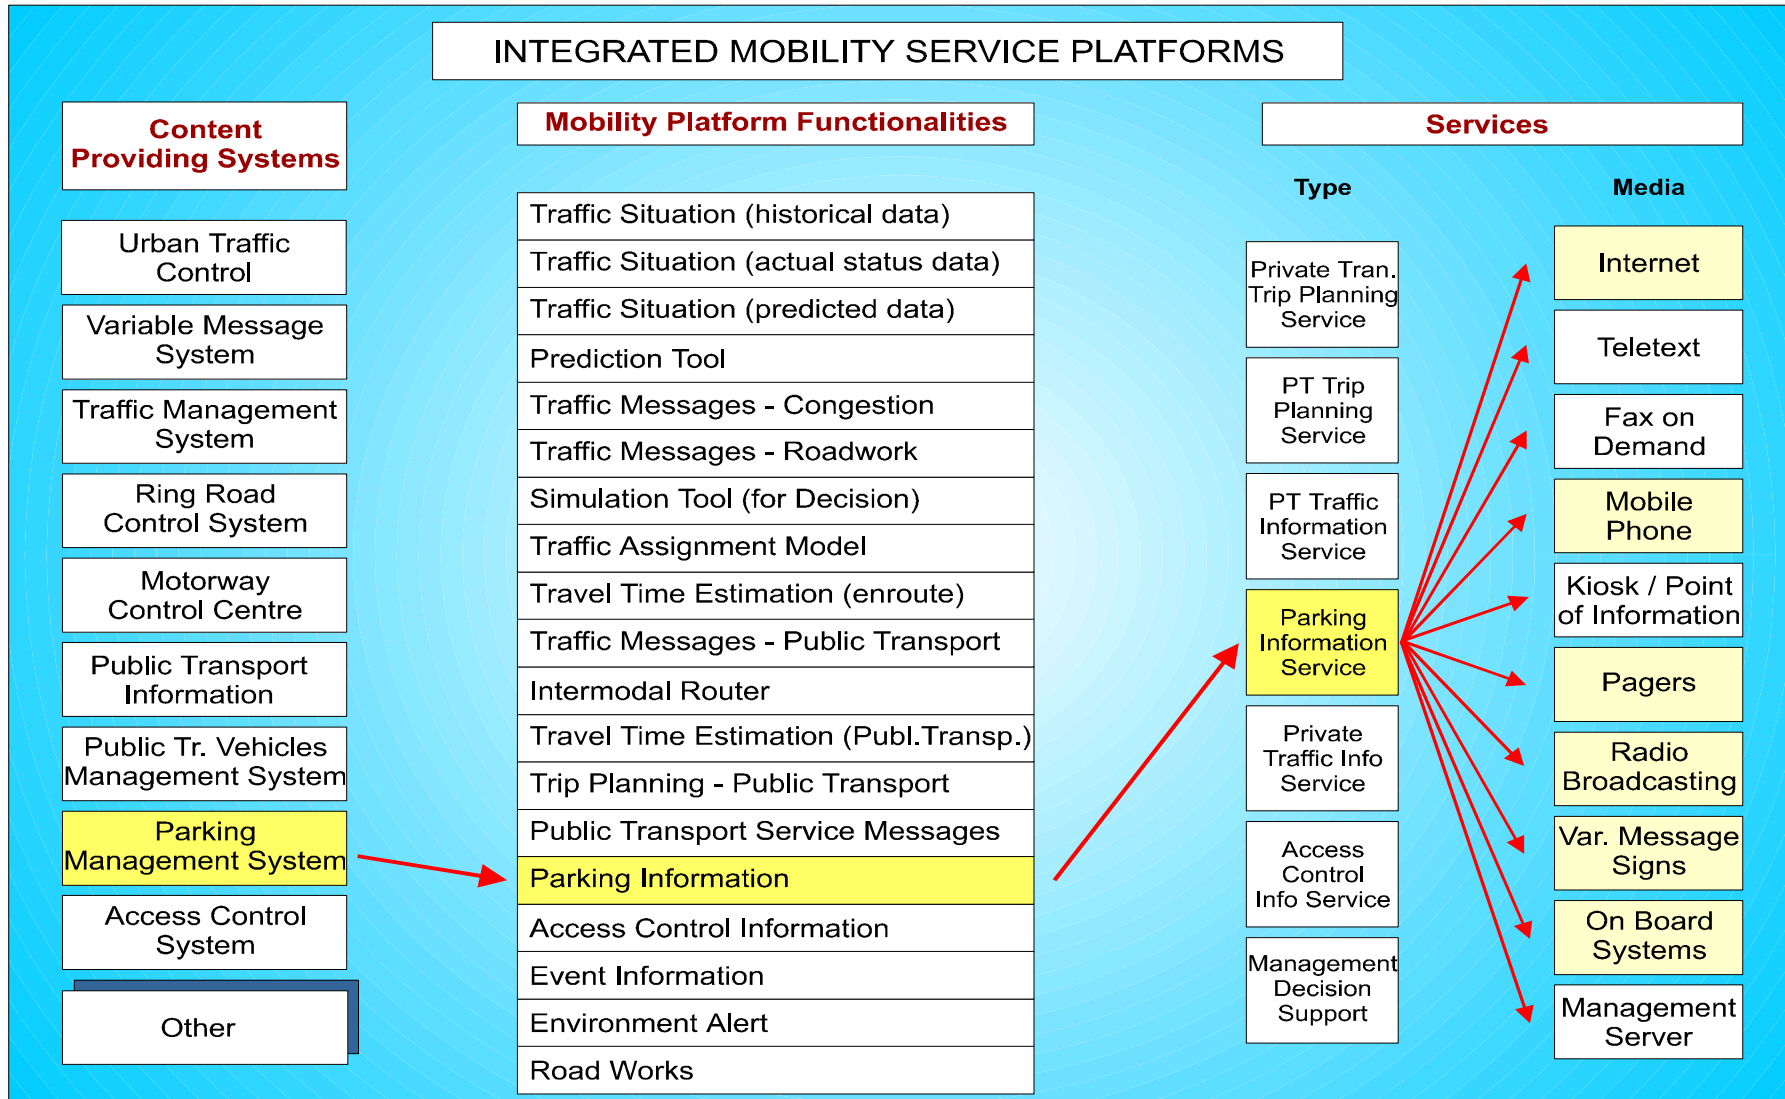 INTEGRATED MOBILITY SERVICE PLATFORMS
Content
Providing Systems
Urban Traffic
Control
Variable Message
System
Traffic Management
System
Ring Road
Control System
Motorway
Control Centre
Public Transport
Information
Public Tr. Vehicles
Management System
Parking
Management System
Access Control
System
Other
Mobility Platform Functionalities
Traffic Situation (historical data)
Traffic Situation (actual status data)
Traffic Situation (predicted data)
Prediction Tool
Traffic Messages - Congestion
Traffic Messages - Roadwork
Simulation Tool (for Decision)
Traffic Assignment Model
Travel Time Estimation (enroute)
Traffic Messages - Public Transport
Intermodal Router
Travel Time Estimation (Publ.Transp.)
Trip Planning - Public Transport
Public Transport Service Messages
Parking Information
Access Control Information
Event Information
Environment Alert
Road Works
Services
Type
Private Tran.
Trip Planning
Service
PT Trip
Planning
Service
PT Traffic
Information
Service
Parking
Information
Service
Private
Traffic Info
Service
Access
Control
Info Service
Management
Decision
Support
Media
Internet
Teletext
Fax on
Demand
Mobile
Phone
Kiosk / Point
of Information
Pagers
Radio
Broadcasting
Var. Message
Signs
On Board
Systems
Management
Server